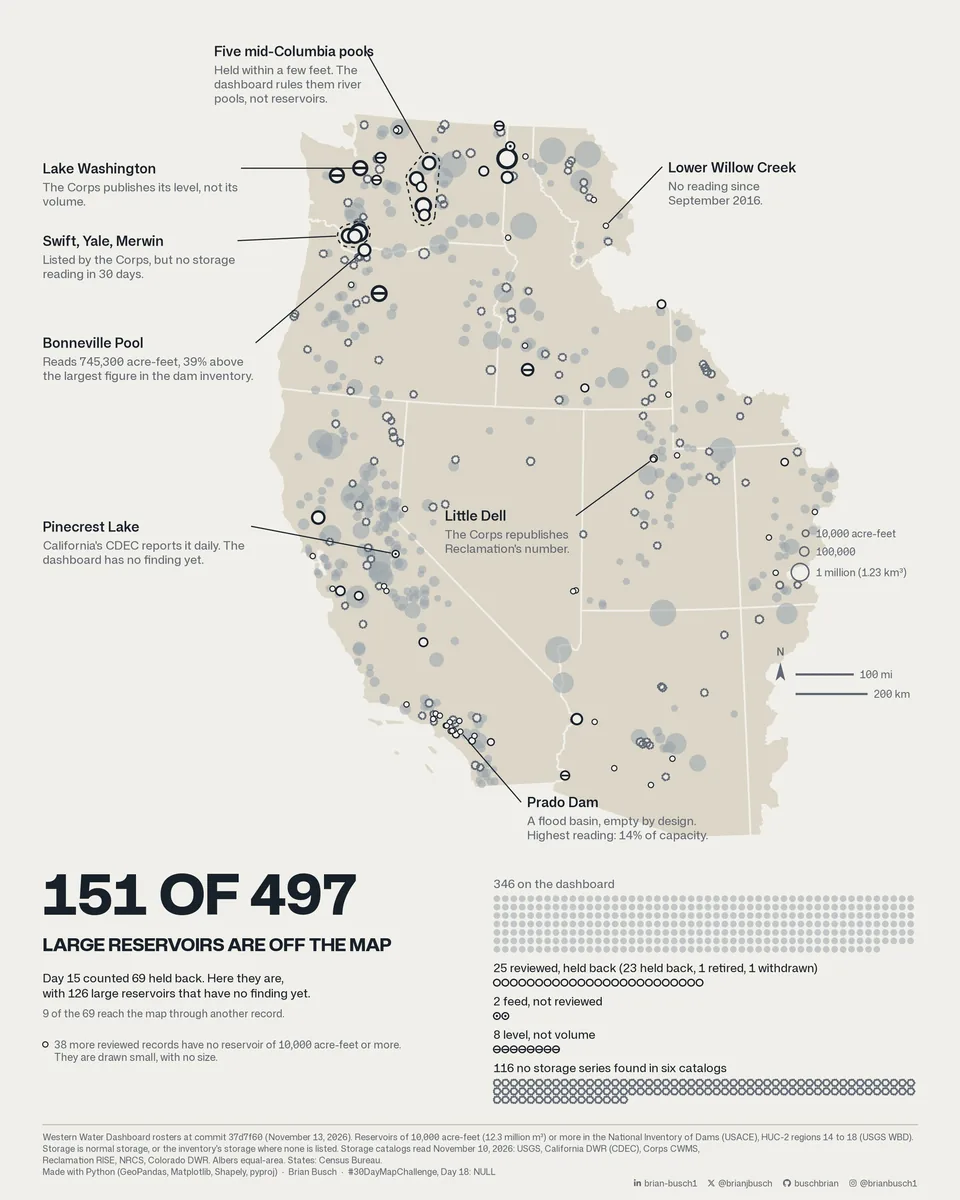 Five mid-Columbia pools
Held within a few feet. The
dashboard rules them river
pools, not reservoirs.
Lake Washington
The Corps publishes its level, not its
volume.
Lower Willow Creek
No reading since
September 2016.
Swift, Yale, Merwin
Listed by the Corps, but no storage
reading in 30 days.
Bonneville Pool
Reads 745,300 acre-feet, 39% above
the largest figure in the dam inventory.
Pinecrest Lake
California's CDEC reports it daily. The
dashboard has no finding yet.
Little Dell
The Corps republishes
Reclamation's number.
10,000 acre-feet
100,000
1 million (1.23 km³)
N
100 mi
200 km
Prado Dam
A flood basin, empty by design.
Highest reading: 14% of capacity.
151 OF 497
LARGE RESERVOIRS ARE OFF THE MAP
Day 15 counted 69 held back. Here they are,
with 126 large reservoirs that have no finding yet.
9 of the 69 reach the map through another record.
38 more reviewed records have no reservoir of 10,000 acre-feet or more.
They are drawn small, with no size.
346 on the dashboard
25 reviewed, held back (23 held back, 1 retired, 1 withdrawn)
2 feed, not reviewed
8 level, not volume
116 no storage series found in six catalogs
Western Water Dashboard rosters at commit 37d7f60 (November 13, 2026). Reservoirs of 10,000 acre-feet (12.3 million m³) or more in the National Inventory of Dams (USACE), HUC-2 regions 14 to 18 (USGS WBD).
Storage is normal storage, or the inventory's storage where none is listed. Storage catalogs read November 10, 2026: USGS, California DWR (CDEC), Corps CWMS,
Reclamation RISE, NRCS, Colorado DWR. Albers equal-area. States: Census Bureau.
Made with Python (GeoPandas, Matplotlib, Shapely, pyproj) · Brian Busch · #30DayMapChallenge, Day 18: NULL
brian-busch1 @brianjbusch buschbrian @brianbusch1